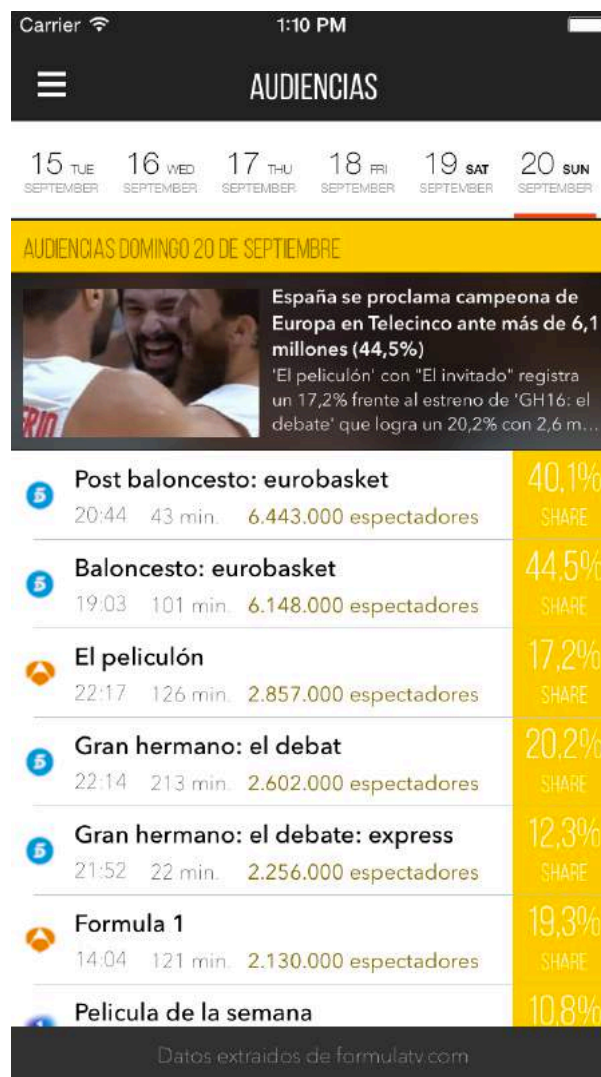 Carrier 1:10 PM
AUDIENCIAS
15 TUE 16 WED 17 THU 18 FRI 19 SAT 20 SUN
SEPTEMBER SEPTEMBER SEPTEMBER SEPTEMBER SEPTEMBER SEPTEMBER
AUDIENCIAS DOMINGO 20 DE SEPTIEMBRE
España se proclama campeona de
Europa en Telecinco ante más de 6,1
millones (44,5%)
'El peliculón' con "El invitado" registra
un 17,2% frente al estreno de 'GH16: el
debate' que logra un 20,2% con 2,6 m...
Post baloncesto: eurobasket 40,1%
20:44 43 min. 6.443.000 espectadores SHARE
Baloncesto: eurobasket 44,5%
19:03 101 min. 6.148.000 espectadores SHARE
El peliculón 17,2%
22:17 126 min. 2.857.000 espectadores SHARE
Gran hermano: el debat 20,2%
22:14 213 min. 2.602.000 espectadores SHARE
Gran hermano: el debate: express 12,3%
21:52 22 min. 2.256.000 espectadores SHARE
Formula 1 19,3%
14:04 121 min. 2.130.000 espectadores SHARE
Pelicula de la semana 10,8%
Datos extraidos de formulatv.com